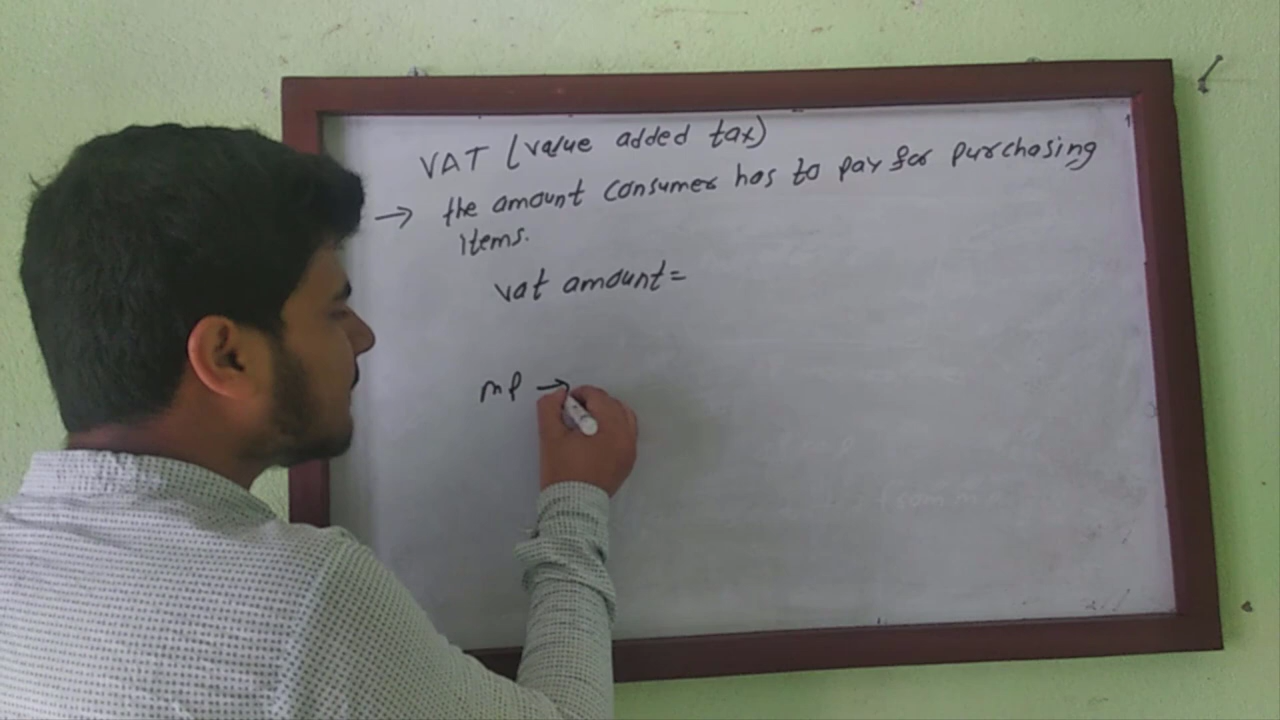 VAT (value added tax)
→ the amount consumer has to pay for purchasing
items.
vat amount=
mp →